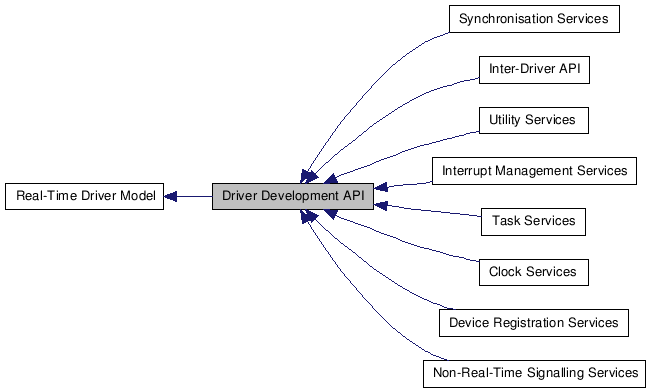 Synchronisation Services
Inter-Driver API
Utility Services
Interrupt Management Services
Real-Time Driver Model
Driver Development API
Task Services
Clock Services
Device Registration Services
Non-Real-Time Signalling Services